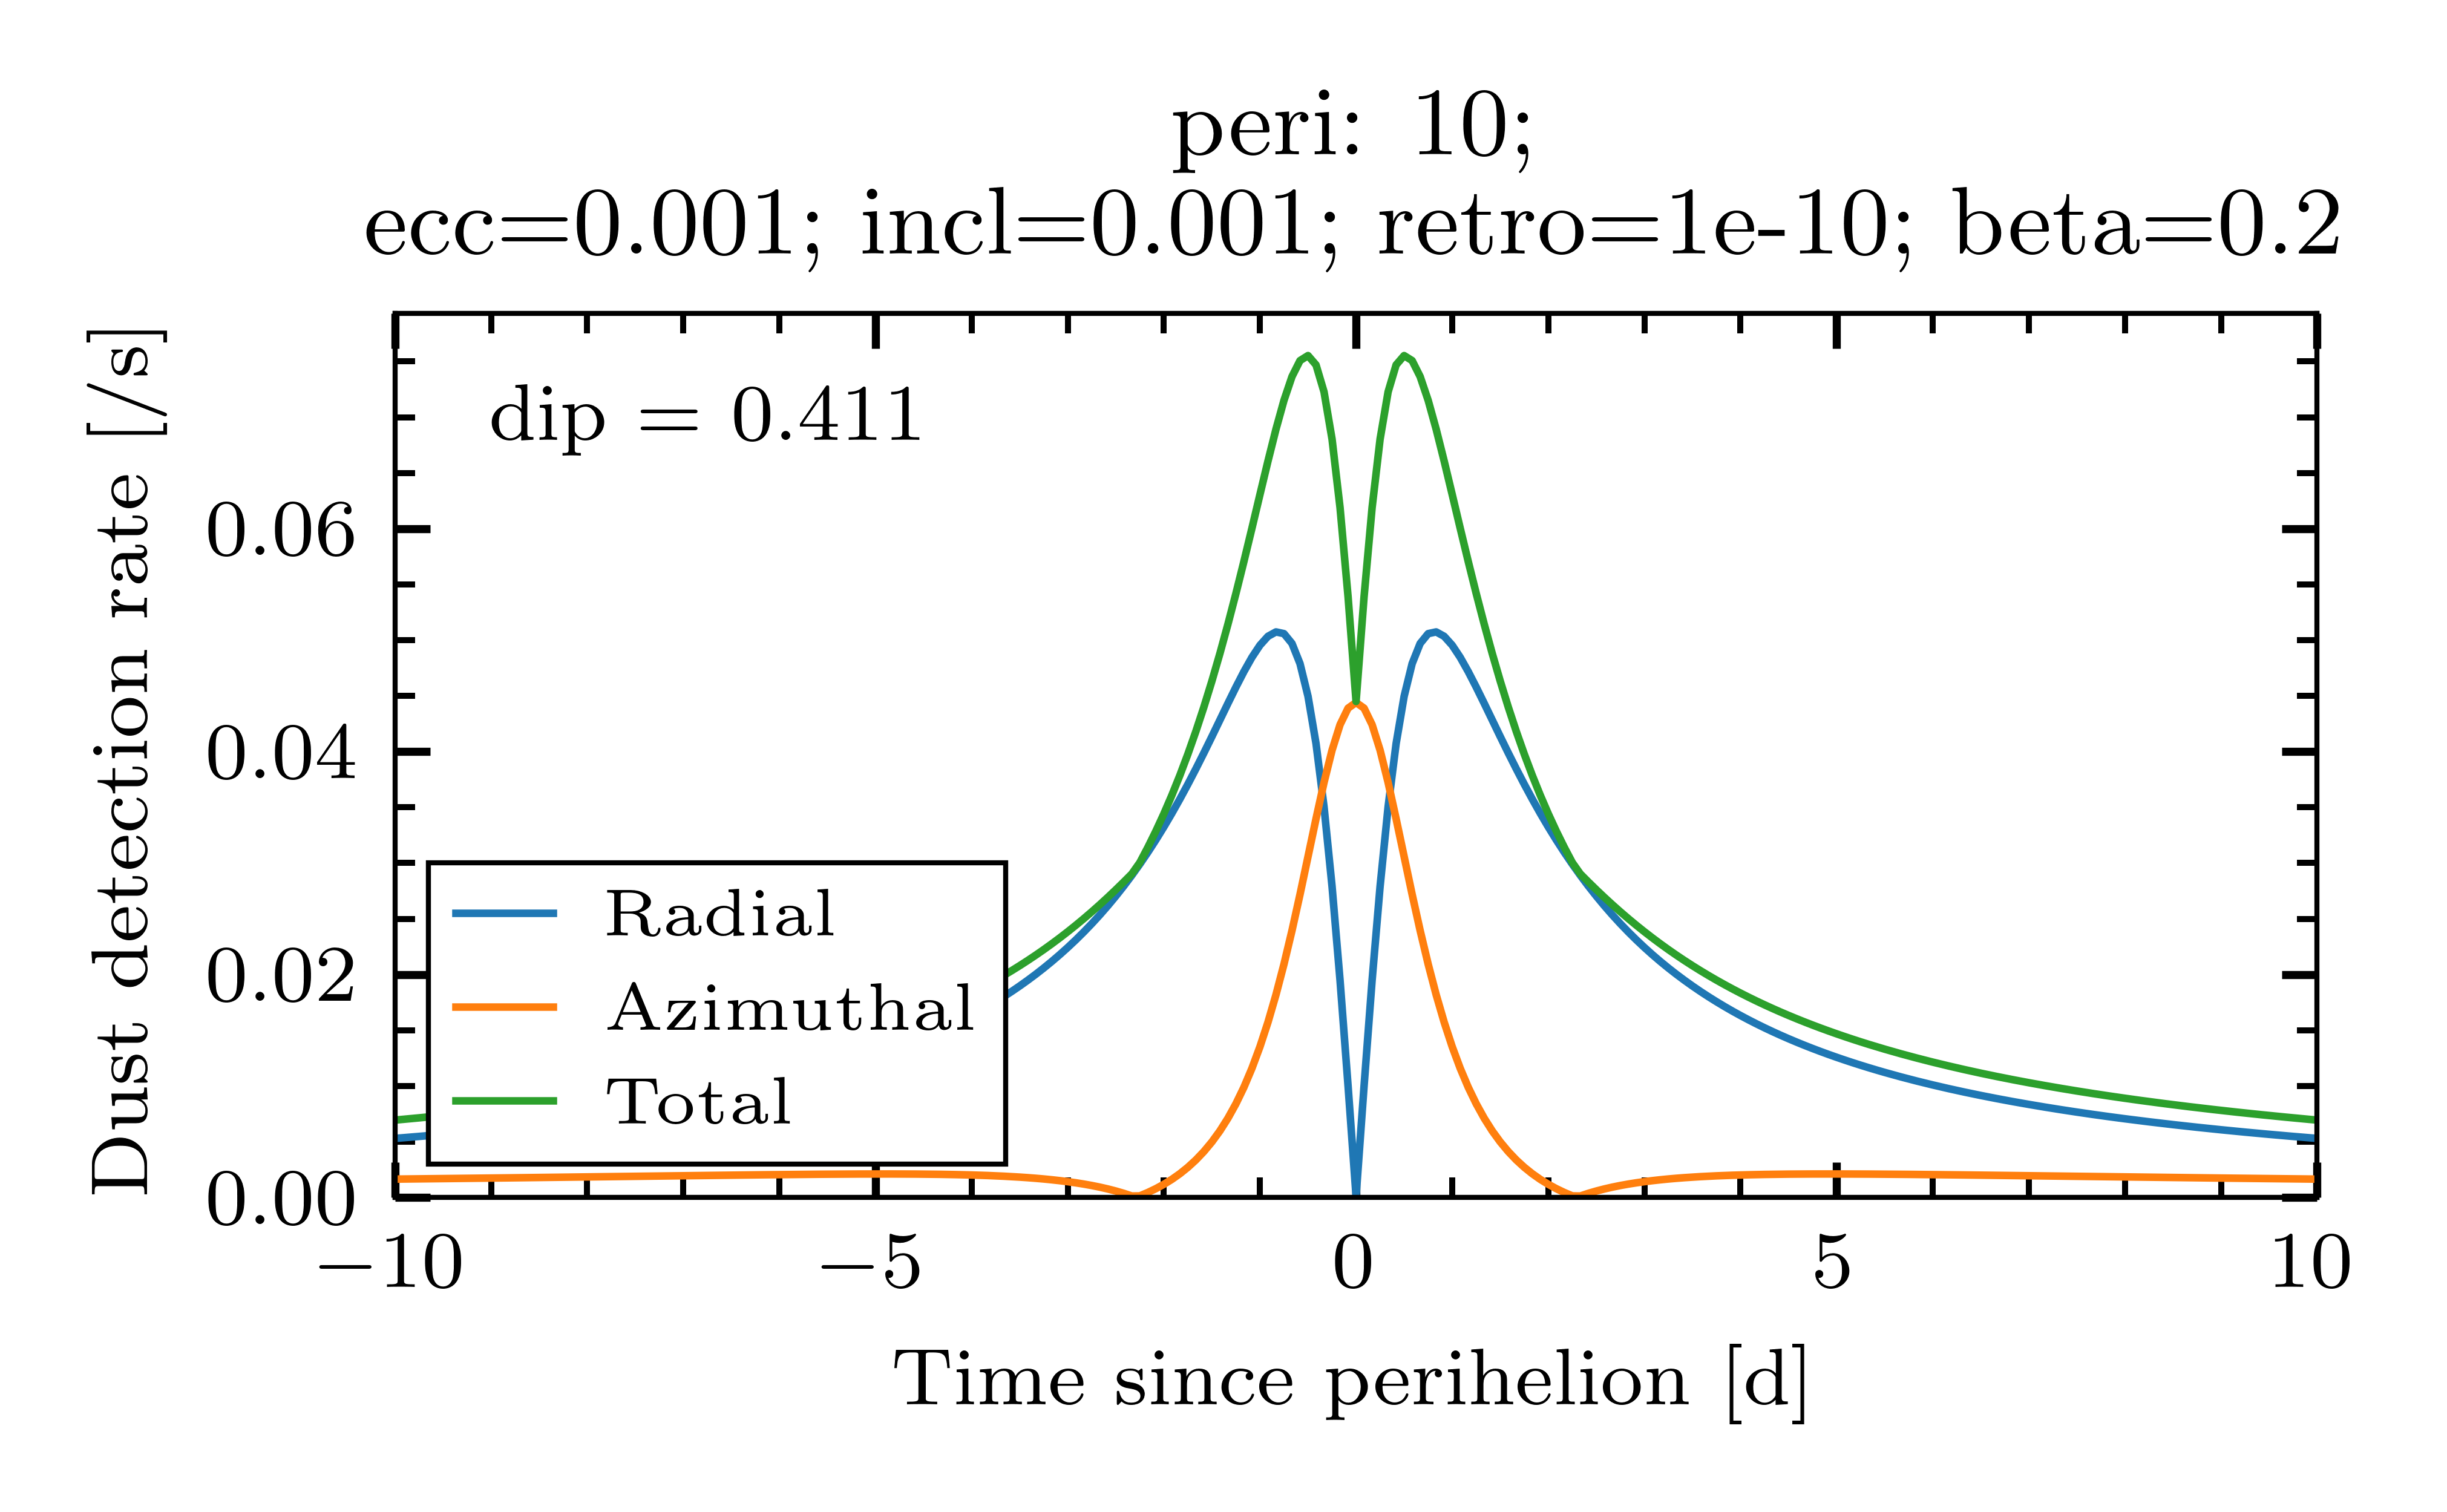 peri: 10;
ecc=0.001; incl=0.001; retro=1e-10; beta=0.2
dip = 0.411
Dust detection rate [/s]
0.06
0.04
0.02
0.00
Radial
Azimuthal
Total
−10
−5
0
5
10
Time since perihelion [d]